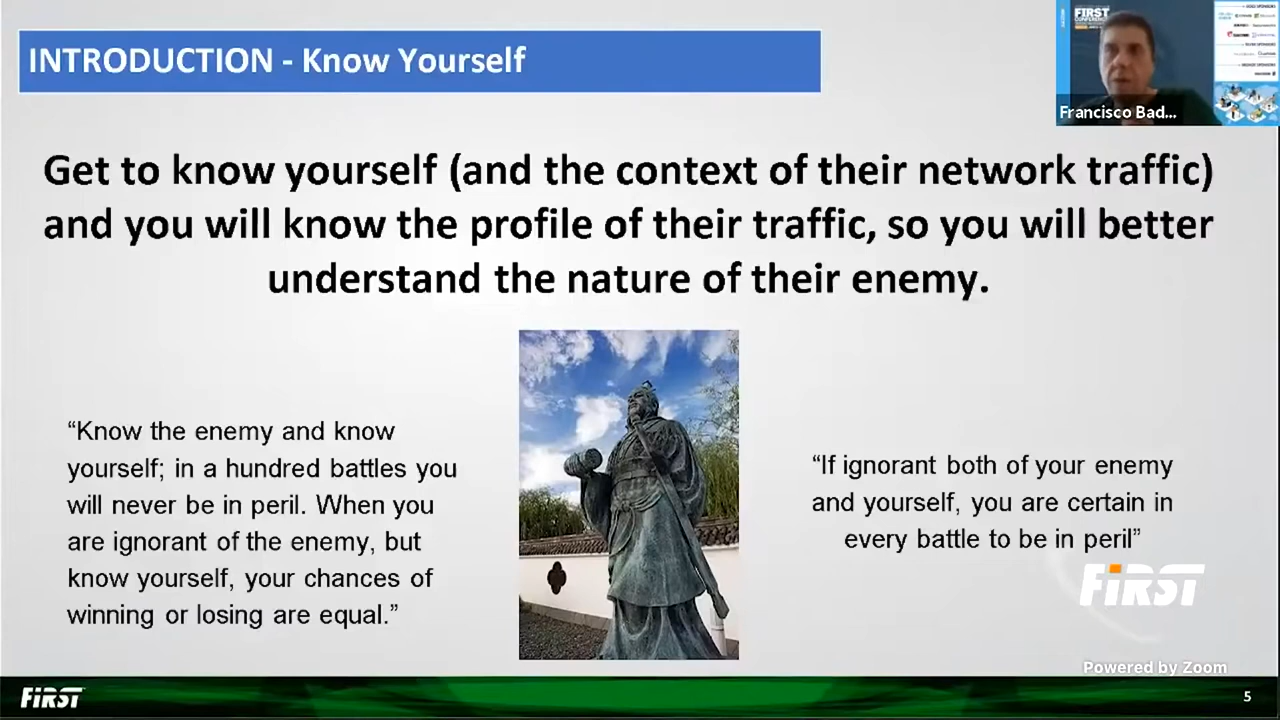 INTRODUCTION - Know Yourself
FIRST
CONFERENCE
Francisco Bad...
Get to know yourself (and the context of their network traffic)
and you will know the profile of their traffic, so you will better
understand the nature of their enemy.
“Know the enemy and know
yourself; in a hundred battles you
will never be in peril. When you
are ignorant of the enemy, but
know yourself, your chances of
winning or losing are equal.”
“If ignorant both of your enemy
and yourself, you are certain in
every battle to be in peril”
FiRST
Powered by Zoom
FiRST
5